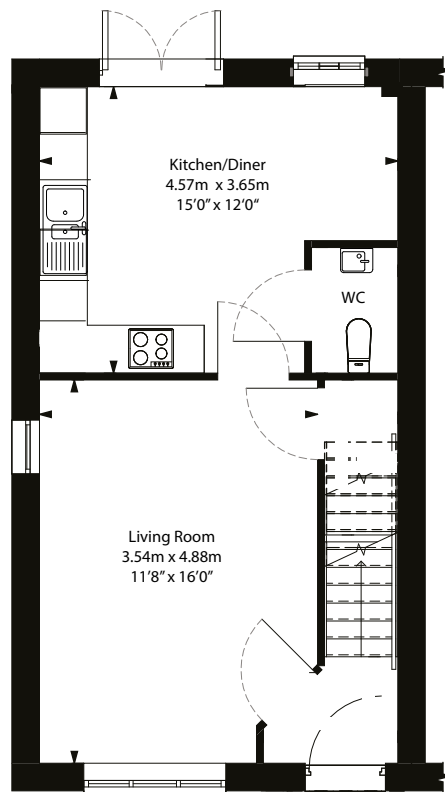 Kitchen/Diner
4.57m x 3.65m
15'0" x 12'0"
WC
Living Room
3.54m x 4.88m
11'8" x 16'0"